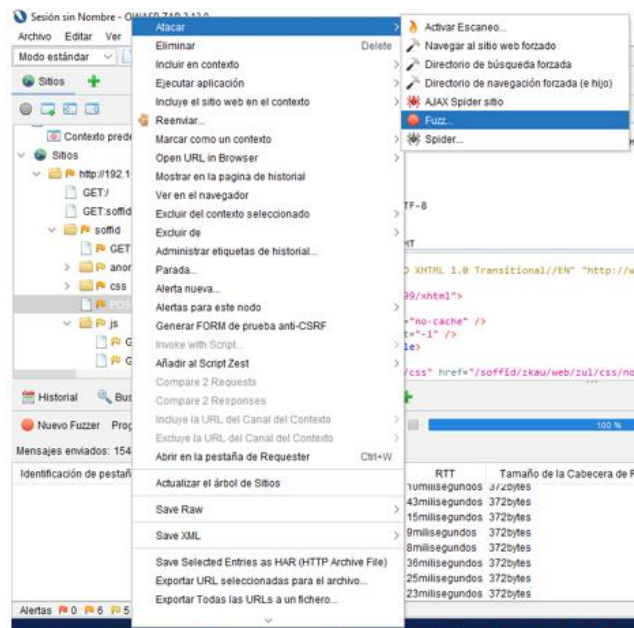 Sesión sin Nombre - O
Archivo Editar Ver
Modo estándar
Sitios
Contexto prede
Sitios
http://192.1
GET:/
GET:soffid
soffid
GET
anor
css
POS
js
G
G
Historial
Bus
Nuevo Fuzzer Prog
Mensajes enviados: 154
Identificación de pestañ
Alertas 0 6 5
Atacar
Eliminar Delete
Incluir en contexto
Ejecutar aplicación
Incluye el sitio web en el contexto
Reenviar...
Marcar como un contexto
Open URL in Browser
Mostrar en la pagina de historial
Ver en el navegador
Excluir del contexto seleccionado
Excluir de
Administrar etiquetas de historial...
Parada...
Alerta nueva...
Alertas para este nodo
Generar FORM de prueba anti-CSRF
Invoke with Script...
Añadir al Script Zest
Compare 2 Requests
Compare 2 Responses
Incluye la URL del Canal del Contexto
Excluye la URL del Canal del Contexto
Abrir en la pestaña de Requester Ctrl+W
Actualizar el árbol de Sitios
Save Raw
Save XML
Save Selected Entries as HAR (HTTP Archive File)
Exportar URL seleccionadas para el archivo...
Exportar Todas las URLs a un fichero...
Activar Escaneo...
Navegar al sitio web forzado
Directorio de búsqueda forzada
Directorio de navegación forzada (e hijo)
AJAX Spider sitio
Fuzz...
Spider...
TF-8
MT
D XHTML 1.0 Transitional//EN" "http://w
99/xhtml">
="no-cache" />
t="-1" />
le>
/css" href="/soffid/zkau/web/zul/css/no
100 %
RTT Tamaño de la Cabecera de R
10milisegundos 372bytes
43milisegundos 372bytes
15milisegundos 372bytes
9milisegundos 372bytes
8milisegundos 372bytes
36milisegundos 372bytes
25milisegundos 372bytes
23milisegundos 372bytes